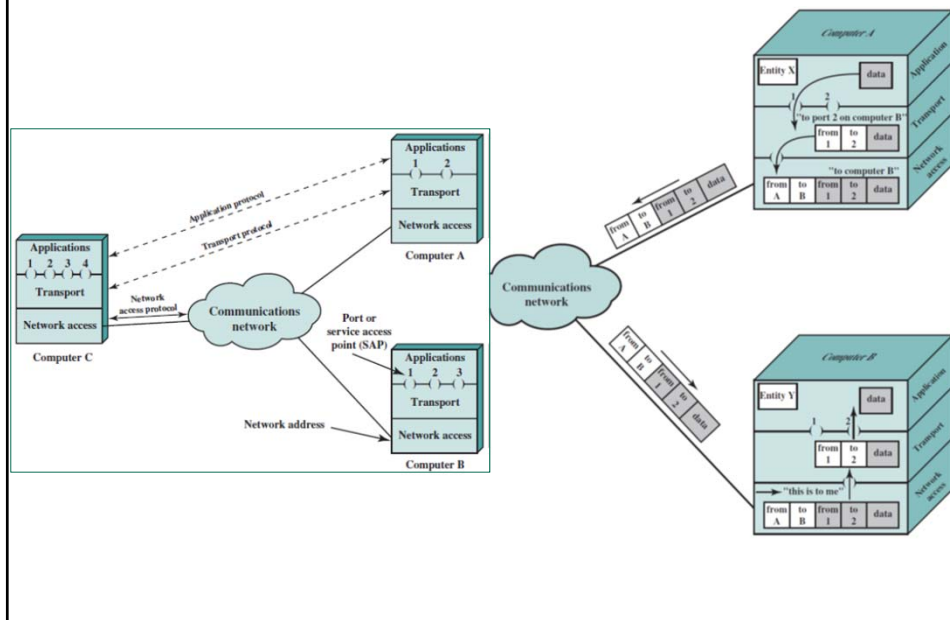 Applications
1 2
Transport
Network access
Computer A
Application protocol
Transport protocol
Applications
1 2 3 4
Transport
Network access
Computer C
Network
access protocol
Communications
network
Port or
service access
point (SAP)
Applications
1 2 3
Transport
Network access
Computer B
Network address
Computer A
Application
Transport
Network
access
Entity X
data
1 2
"to port 2 on computer B"
from to data
1 2
"to computer B"
from to from to data
A B 1 2
from to from to data
A B 1 2
Communications
network
from to from to data
A B 1 2
Computer B
Application
Transport
Network
access
Entity Y
data
1 2
from to data
1 2
"this is to me"
from to from to data
A B 1 2